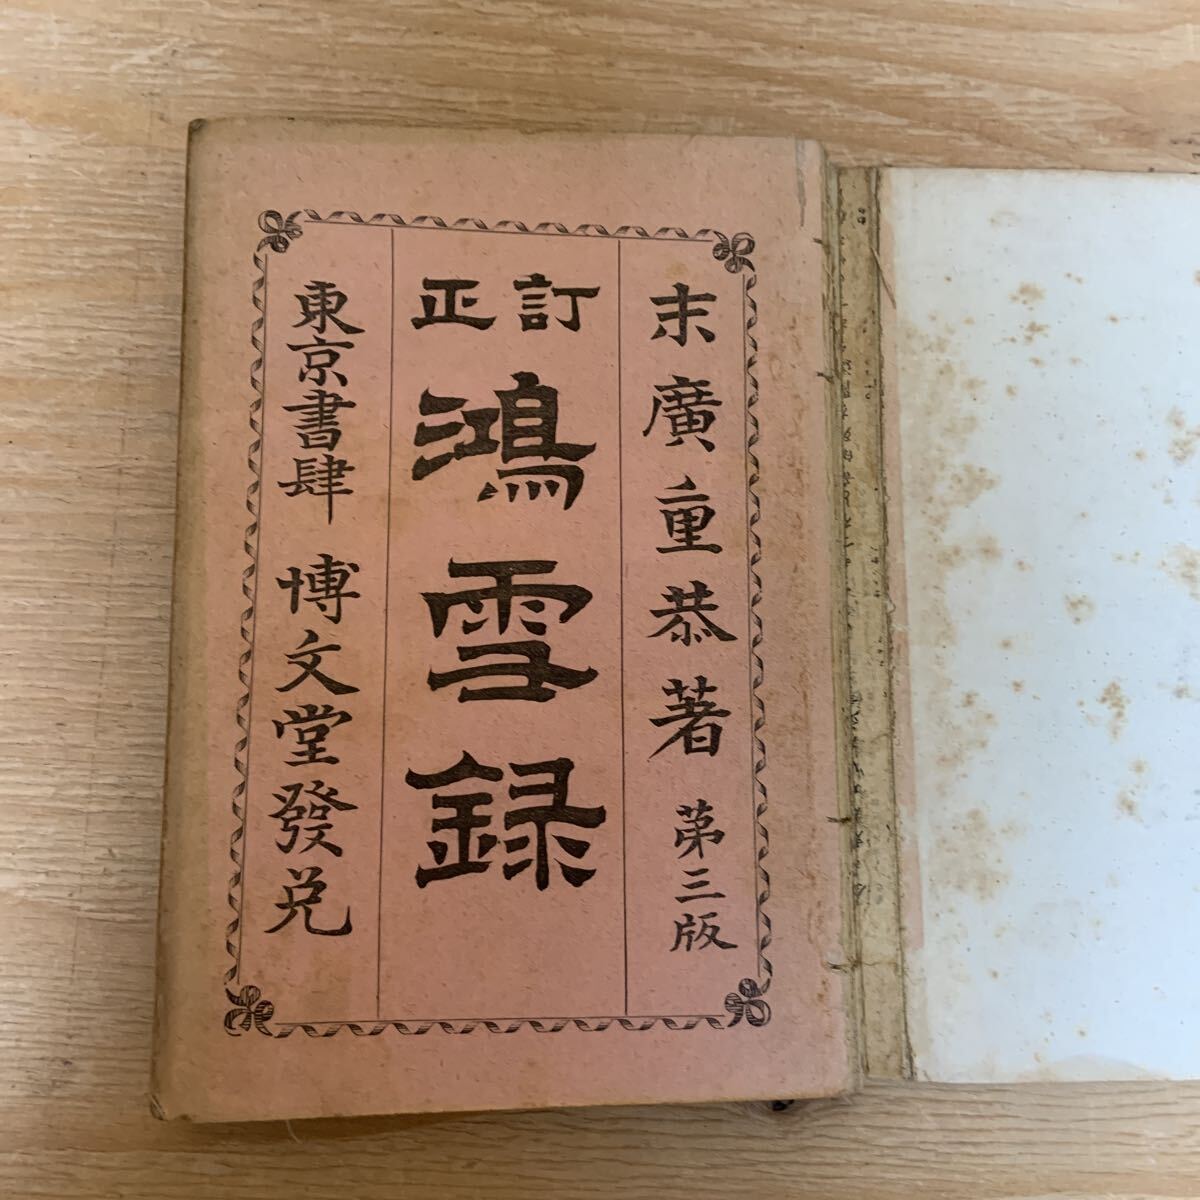 末廣重恭著 第三版
訂正
鴻雪録
東京書肆 博文堂發兌